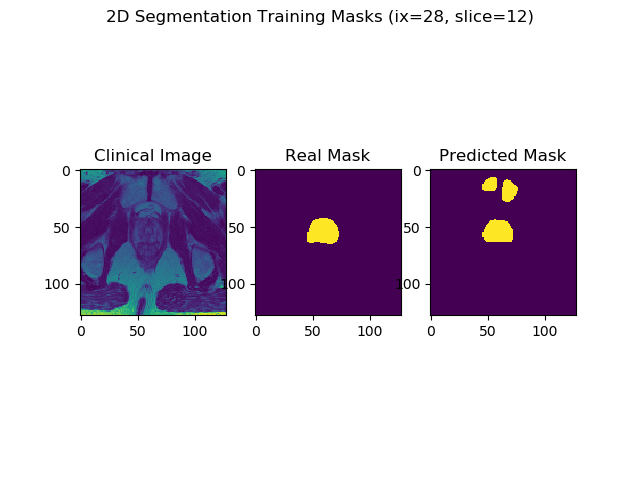 2D Segmentation Training Masks (ix=28, slice=12)
Clinical Image Real Mask Predicted Mask
0 0 0
50 50 50
100 100 100
0 50 100 0 50 100 0 50 100